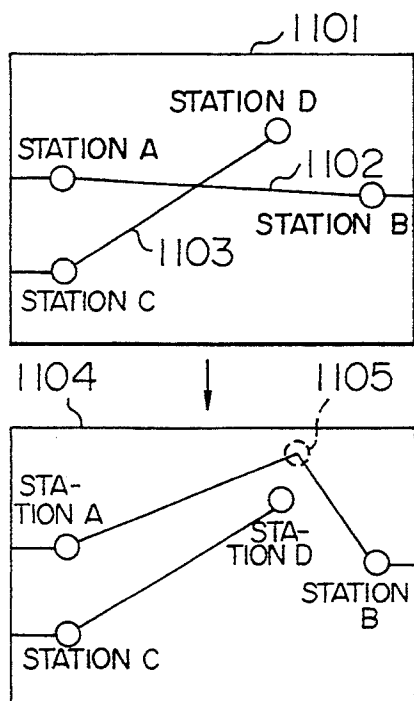 1101
STATION D
STATION A
1102
STATION
B
1103
STATION C
1104
1105
STA-
TION A
STA-
TION D
STATION
B
STATION C